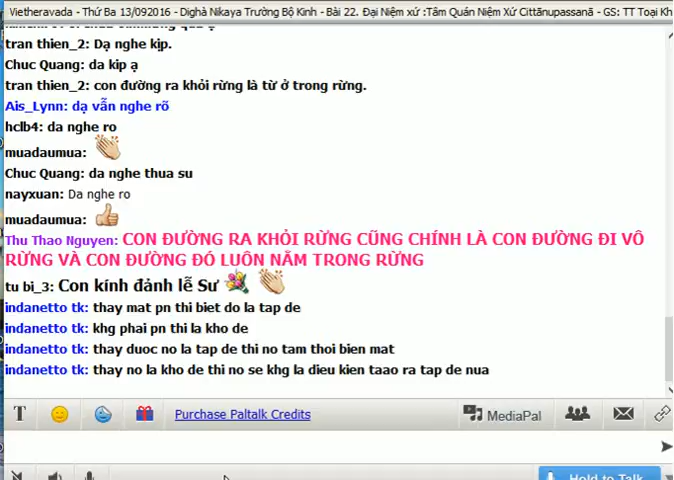 Vietheravada - Thứ Ba 13/092016 - Dighà Nikaya Trường Bộ Kinh - Bài 22. Đại Niệm xứ :Tâm Quán Niệm Xứ Cittānupassanā - GS: TT Toại Kh
tran thien_2: Dạ nghe kịp.
Chuc Quang: da kip ạ
tran thien_2: con đường ra khỏi rừng là từ ở trong rừng.
Ais_Lynn: dạ vẫn nghe rõ
hclb4: da nghe ro
muadaumua:
Chuc Quang: da nghe thua su
nayxuan: Da nghe ro
muadaumua:
Thu Thao Nguyen: CON ĐƯỜNG RA KHỎI RỪNG CŨNG CHÍNH LÀ CON ĐƯỜNG ĐI VÔ
RỪNG VÀ CON ĐƯỜNG ĐÓ LUÔN NẰM TRONG RỪNG
tu bi_3: Con kính đảnh lễ Sư
indanetto tk: thay mat pn thi biet do la tap de
indanetto tk: khg phai pn thi la kho de
indanetto tk: thay duoc no la tap de thi no tam thoi bien mat
indanetto tk: thay no la kho de thi no se khg la dieu kien taao ra tap de nua
T Purchase Paltalk Credits MediaPal
Hold to Talk